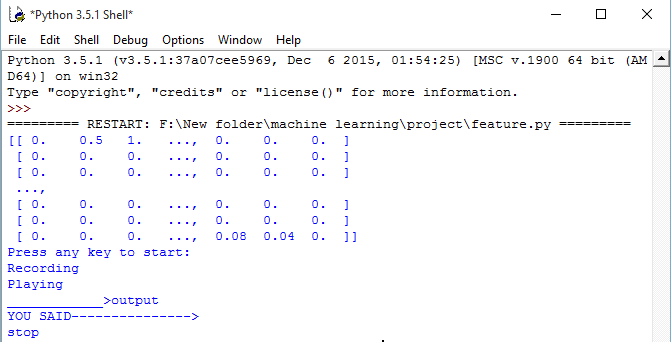 *Python 3.5.1 Shell*
File Edit Shell Debug Options Window Help
Python 3.5.1 (v3.5.1:37a07cee5969, Dec  6 2015, 01:54:25) [MSC v.1900 64 bit (AM
D64)] on win32
Type "copyright", "credits" or "license()" for more information.
>>>
========= RESTART: F:\New folder\machine learning\project\feature.py =========
[[ 0.    0.5   1.   ...,  0.    0.    0.  ]
 [ 0.    0.    0.   ...,  0.    0.    0.  ]
 [ 0.    0.    0.   ...,  0.    0.    0.  ]
 ...,
 [ 0.    0.    0.   ...,  0.    0.    0.  ]
 [ 0.    0.    0.   ...,  0.    0.    0.  ]
 [ 0.    0.    0.   ...,  0.08  0.04  0.  ]]
Press any key to start:
Recording
Playing
____________>output
YOU SAID--------------->
stop